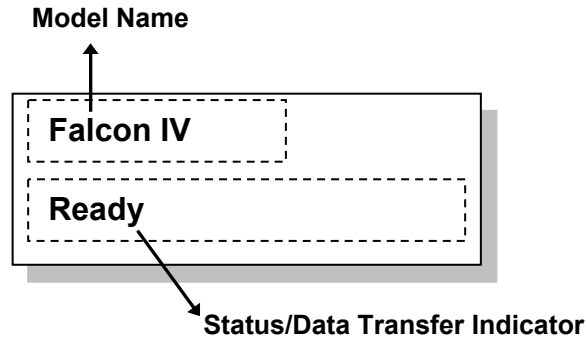 Model Name
Falcon IV
Ready
Status/Data Transfer Indicator